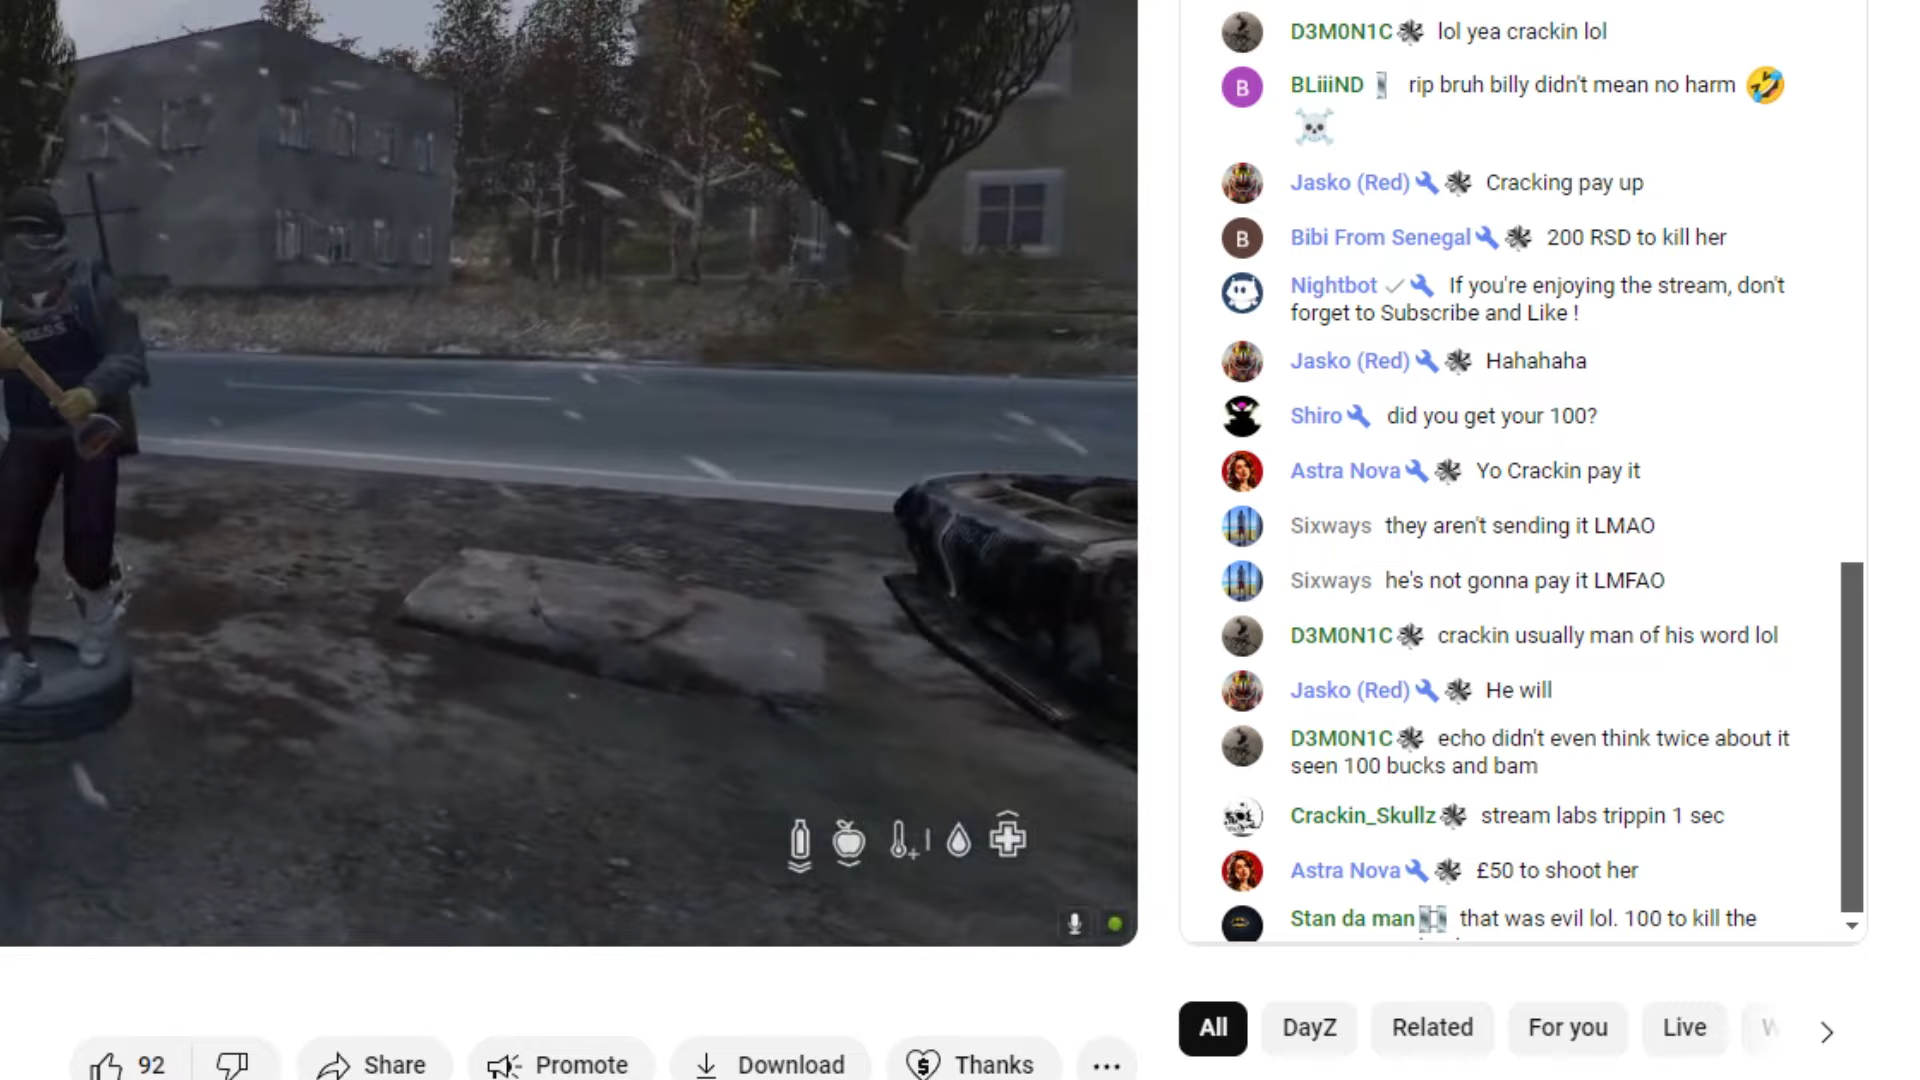 D3M0N1C lol yea crackin lol
B BLiiiND rip bruh billy didn't mean no harm
Jasko (Red) Cracking pay up
B Bibi From Senegal 200 RSD to kill her
Nightbot If you're enjoying the stream, don't
forget to Subscribe and Like !
Jasko (Red) Hahahaha
Shiro did you get your 100?
Astra Nova Yo Crackin pay it
Sixways they aren't sending it LMAO
Sixways he's not gonna pay it LMFAO
D3M0N1C crackin usually man of his word lol
Jasko (Red) He will
D3M0N1C echo didn't even think twice about it
seen 100 bucks and bam
Crackin_Skullz stream labs trippin 1 sec
Astra Nova £50 to shoot her
Stan da man that was evil lol. 100 to kill the
All DayZ Related For you Live
92 Share Promote Download Thanks